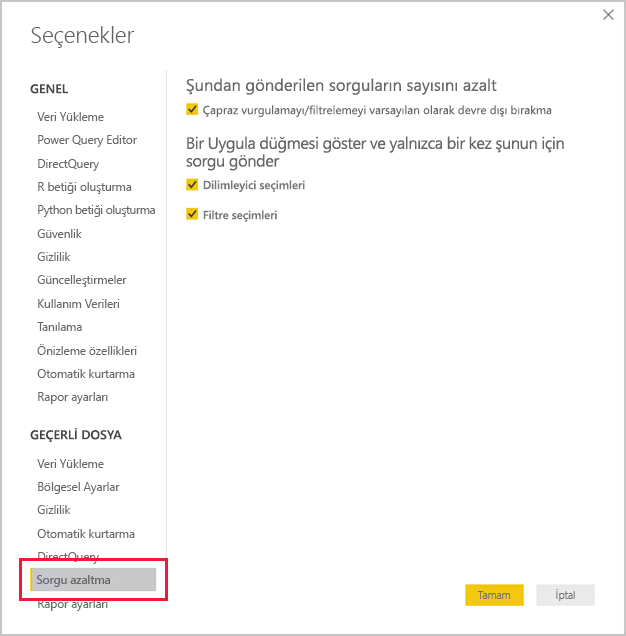 Seçenekler
GENEL
Veri Yükleme
Power Query Editor
DirectQuery
R betiği oluşturma
Python betiği oluşturma
Güvenlik
Gizlilik
Güncelleştirmeler
Kullanım Verileri
Tanılama
Önizleme özellikleri
Otomatik kurtarma
Rapor ayarları
GEÇERLİ DOSYA
Veri Yükleme
Bölgesel Ayarlar
Gizlilik
Otomatik kurtarma
DirectQuery
Sorgu azaltma
Rapor ayarları
Şundan gönderilen sorguların sayısını azalt
Çapraz vurgulamayı/filtrelemeyi varsayılan olarak devre dışı bırakma
Bir Uygula düğmesi göster ve yalnızca bir kez şunun için
sorgu gönder
Dilimleyici seçimleri
Filtre seçimleri
Tamam
İptal